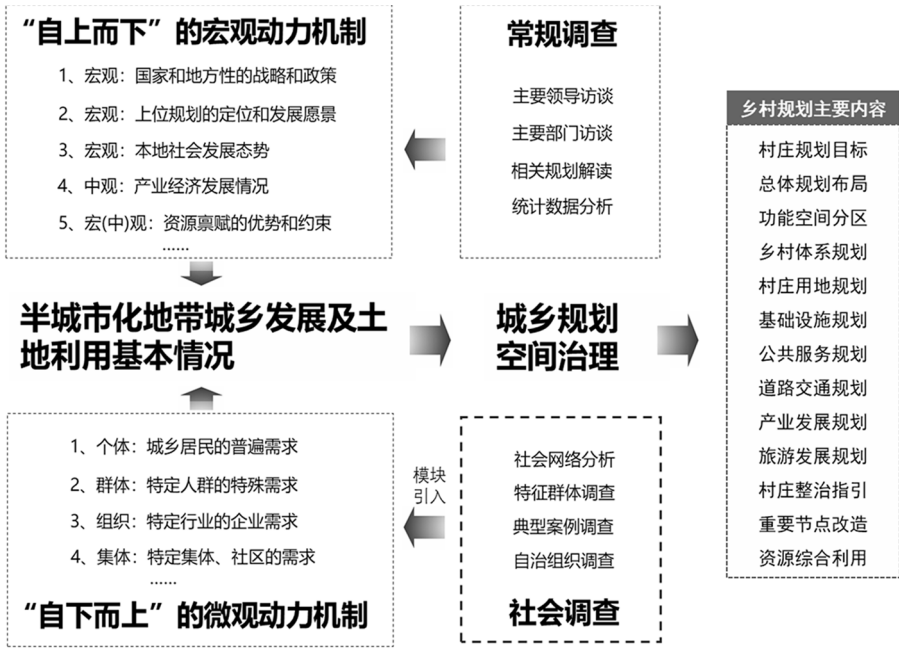 “自上而下”的宏观动力机制
1、宏观：国家和地方性的战略和政策
2、宏观：上位规划的定位和发展愿景
3、宏观：本地社会发展态势
4、中观：产业经济发展情况
5、宏(中)观：资源禀赋的优势和约束
......
常规调查
主要领导访谈
主要部门访谈
相关规划解读
统计数据分析
半城市化地带城乡发展及土
地利用基本情况
城乡规划
空间治理
1、个体：城乡居民的普遍需求
2、群体：特定人群的特殊需求
3、组织：特定行业的企业需求
4、集体：特定集体、社区的需求
......
“自下而上”的微观动力机制
模块
引入
社会网络分析
特征群体调查
典型案例调查
自治组织调查
社会调查
乡村规划主要内容
村庄规划目标
总体规划布局
功能空间分区
乡村体系规划
村庄用地规划
基础设施规划
公共服务规划
道路交通规划
产业发展规划
旅游发展规划
村庄整治指引
重要节点改造
资源综合利用